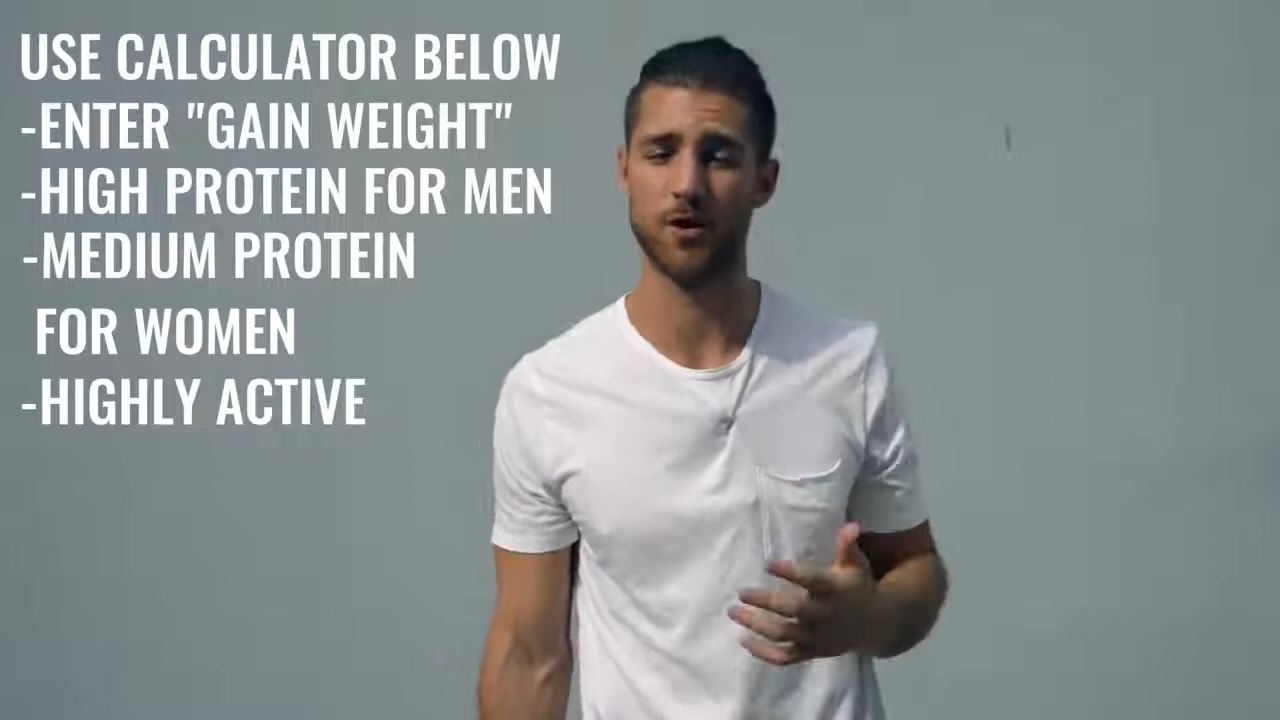 USE CALCULATOR BELOW
-ENTER "GAIN WEIGHT"
-HIGH PROTEIN FOR MEN
-MEDIUM PROTEIN
FOR WOMEN
-HIGHLY ACTIVE